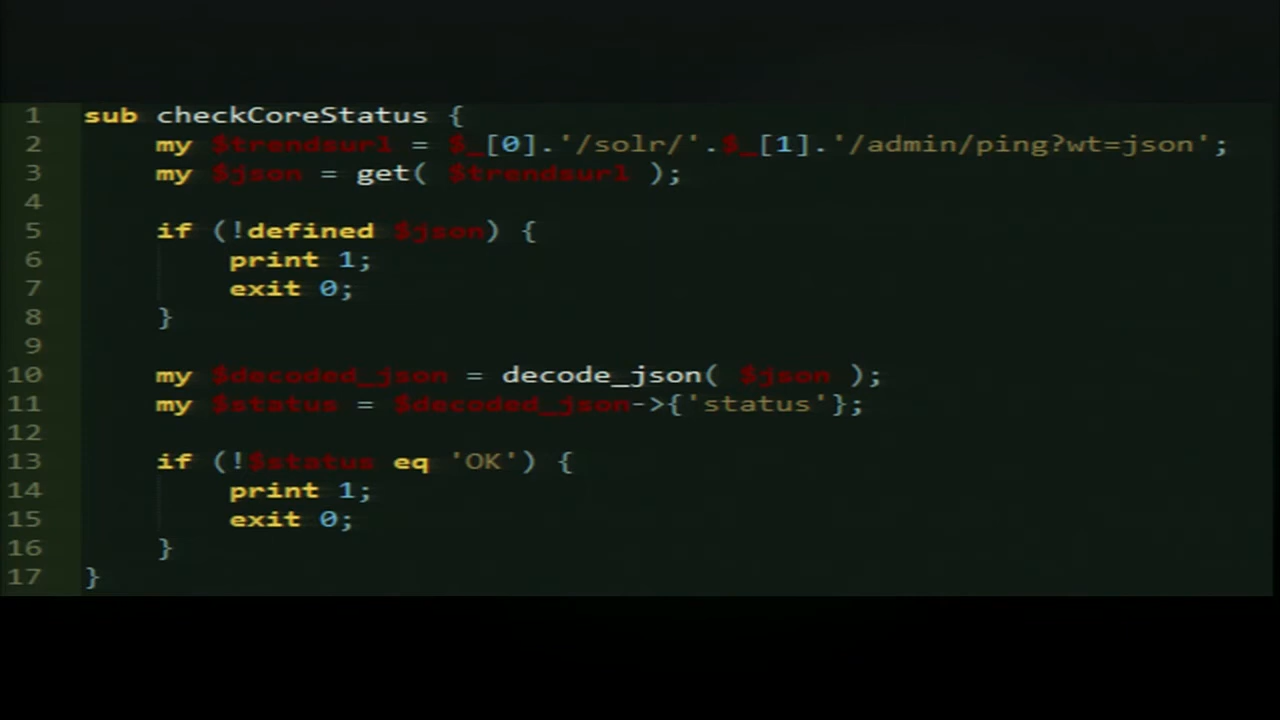 1 sub checkCoreStatus {
2 my $trendsurl = $_[0].'/solr/'.$_[1].'/admin/ping?wt=json';
3 my $json = get( $trendsurl );
4
5 if (!defined $json) {
6 print 1;
7 exit 0;
8 }
9
10 my $decoded_json = decode_json( $json );
11 my $status = $decoded_json->{'status'};
12
13 if (!$status eq 'OK') {
14 print 1;
15 exit 0;
16 }
17 }